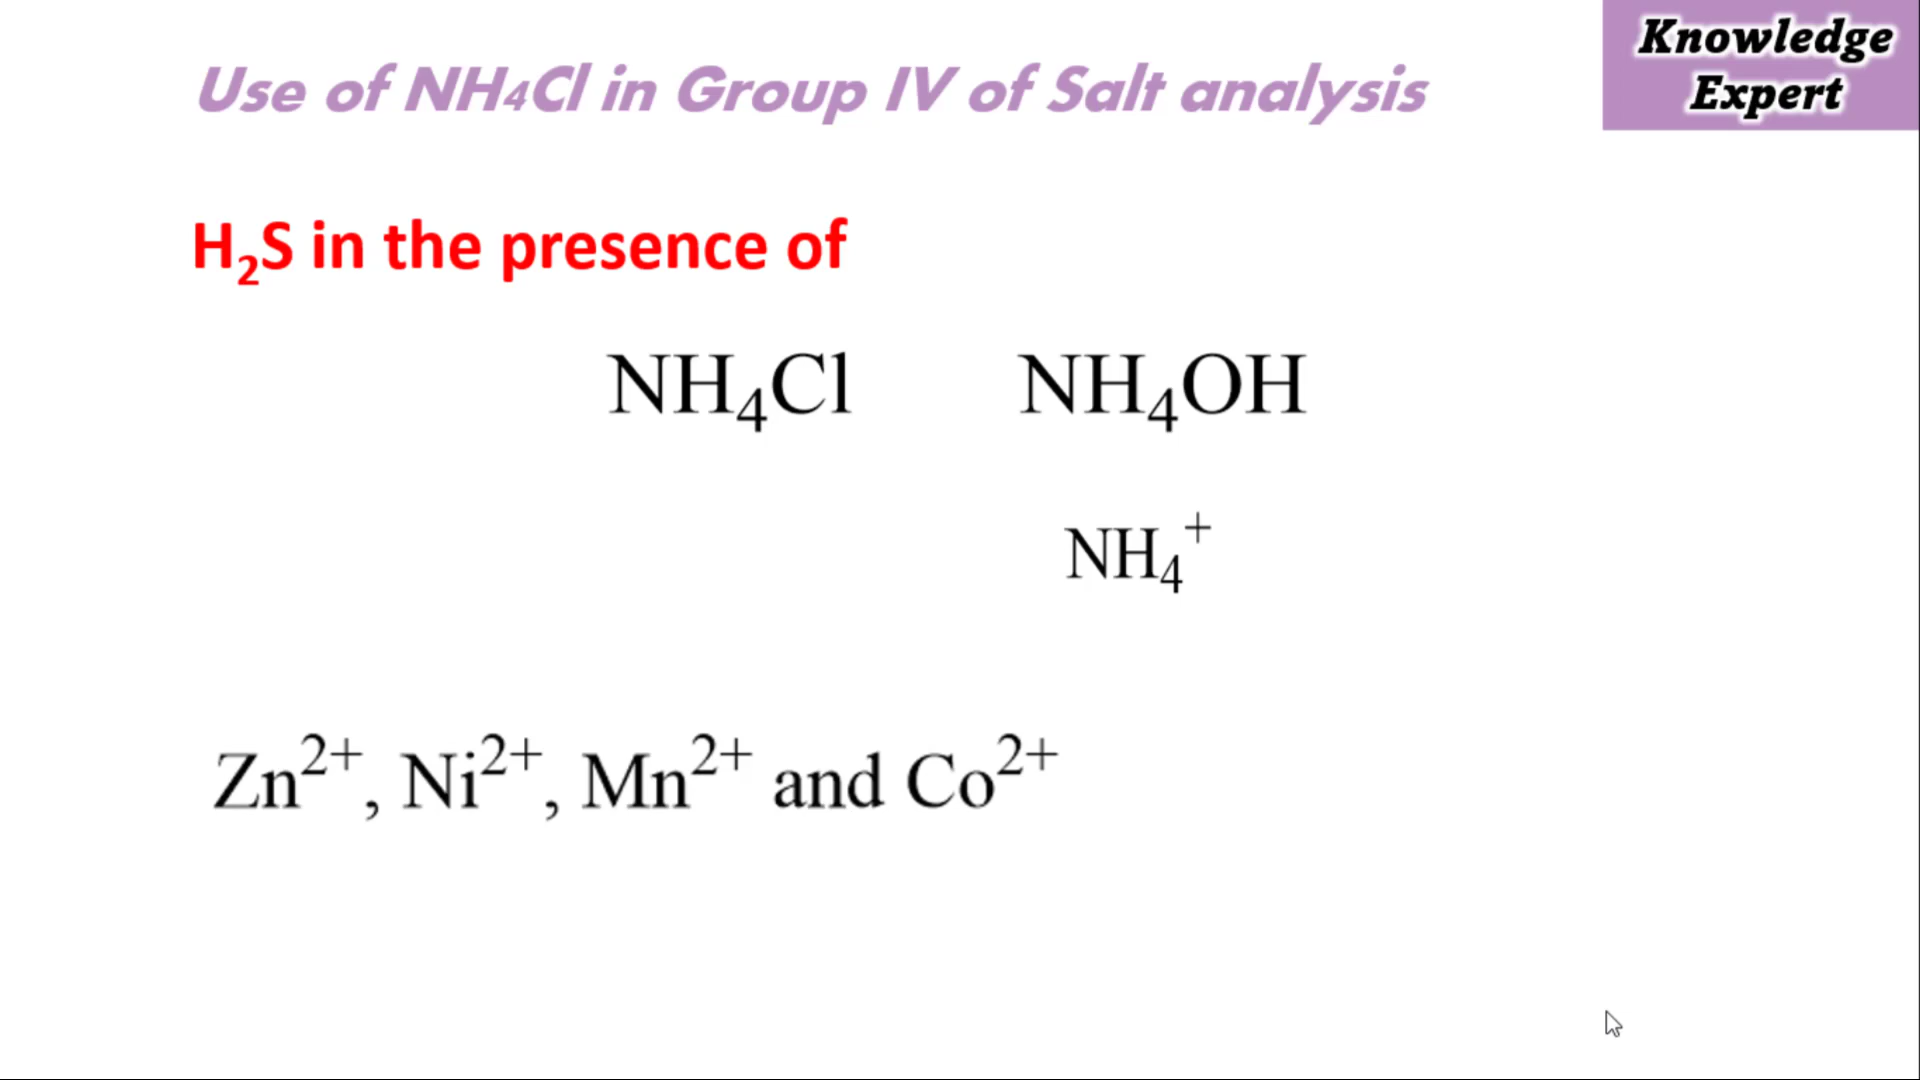 Use of NH4Cl in Group IV of Salt analysis
Knowledge
Expert
H₂S in the presence of
NH₄Cl NH₄OH
NH₄⁺
Zn²⁺, Ni²⁺, Mn²⁺ and Co²⁺